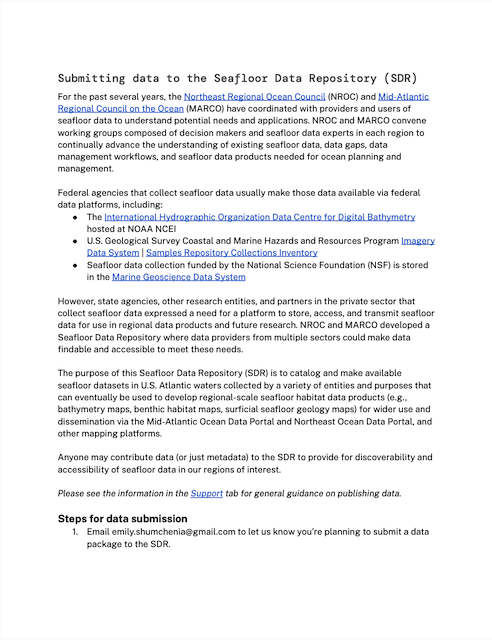 Submitting data to the Seafloor Data Repository (SDR)
For the past several years, the Northeast Regional Ocean Council (NROC) and Mid-Atlantic
Regional Council on the Ocean (MARCO) have coordinated with providers and users of
seafloor data to understand potential needs and applications. NROC and MARCO convene
working groups composed of decision makers and seafloor data experts in each region to
continually advance the understanding of existing seafloor data, data gaps, data
management workflows, and seafloor data products needed for ocean planning and
management.
Federal agencies that collect seafloor data usually make those data available via federal
data platforms, including:
● The International Hydrographic Organization Data Centre for Digital Bathymetry
hosted at NOAA NCEI
● U.S. Geological Survey Coastal and Marine Hazards and Resources Program Imagery
Data System | Samples Repository Collections Inventory
● Seafloor data collection funded by the National Science Foundation (NSF) is stored
in the Marine Geoscience Data System
However, state agencies, other research entities, and partners in the private sector that
collect seafloor data expressed a need for a platform to store, access, and transmit seafloor
data for use in regional data products and future research. NROC and MARCO developed a
Seafloor Data Repository where data providers from multiple sectors could make data
findable and accessible to meet these needs.
The purpose of this Seafloor Data Repository (SDR) is to catalog and make available
seafloor datasets in U.S. Atlantic waters collected by a variety of entities and purposes that
can eventually be used to develop regional-scale seafloor habitat data products (e.g.,
bathymetry maps, benthic habitat maps, surficial seafloor geology maps) for wider use and
dissemination via the Mid-Atlantic Ocean Data Portal and Northeast Ocean Data Portal, and
other mapping platforms.
Anyone may contribute data (or just metadata) to the SDR to provide for discoverability and
accessibility of seafloor data in our regions of interest.
Please see the information in the Support tab for general guidance on publishing data.
Steps for data submission
1. Email emily.shumchenia@gmail.com to let us know you're planning to submit a data
package to the SDR.